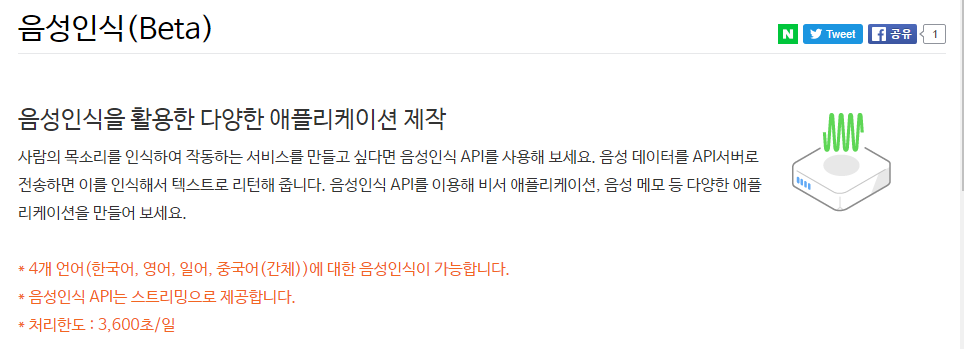 음성인식(Beta)
N Tweet 공유 1
음성인식을 활용한 다양한 애플리케이션 제작
사람의 목소리를 인식하여 작동하는 서비스를 만들고 싶다면 음성인식 API를 사용해 보세요. 음성 데이터를 API서버로
전송하면 이를 인식해서 텍스트로 리턴해 줍니다. 음성인식 API를 이용해 비서 애플리케이션, 음성 메모 등 다양한 애플
리케이션을 만들어 보세요.
* 4개 언어(한국어, 영어, 일어, 중국어(간체))에 대한 음성인식이 가능합니다.
* 음성인식 API는 스트리밍으로 제공합니다.
* 처리한도 : 3,600초/일